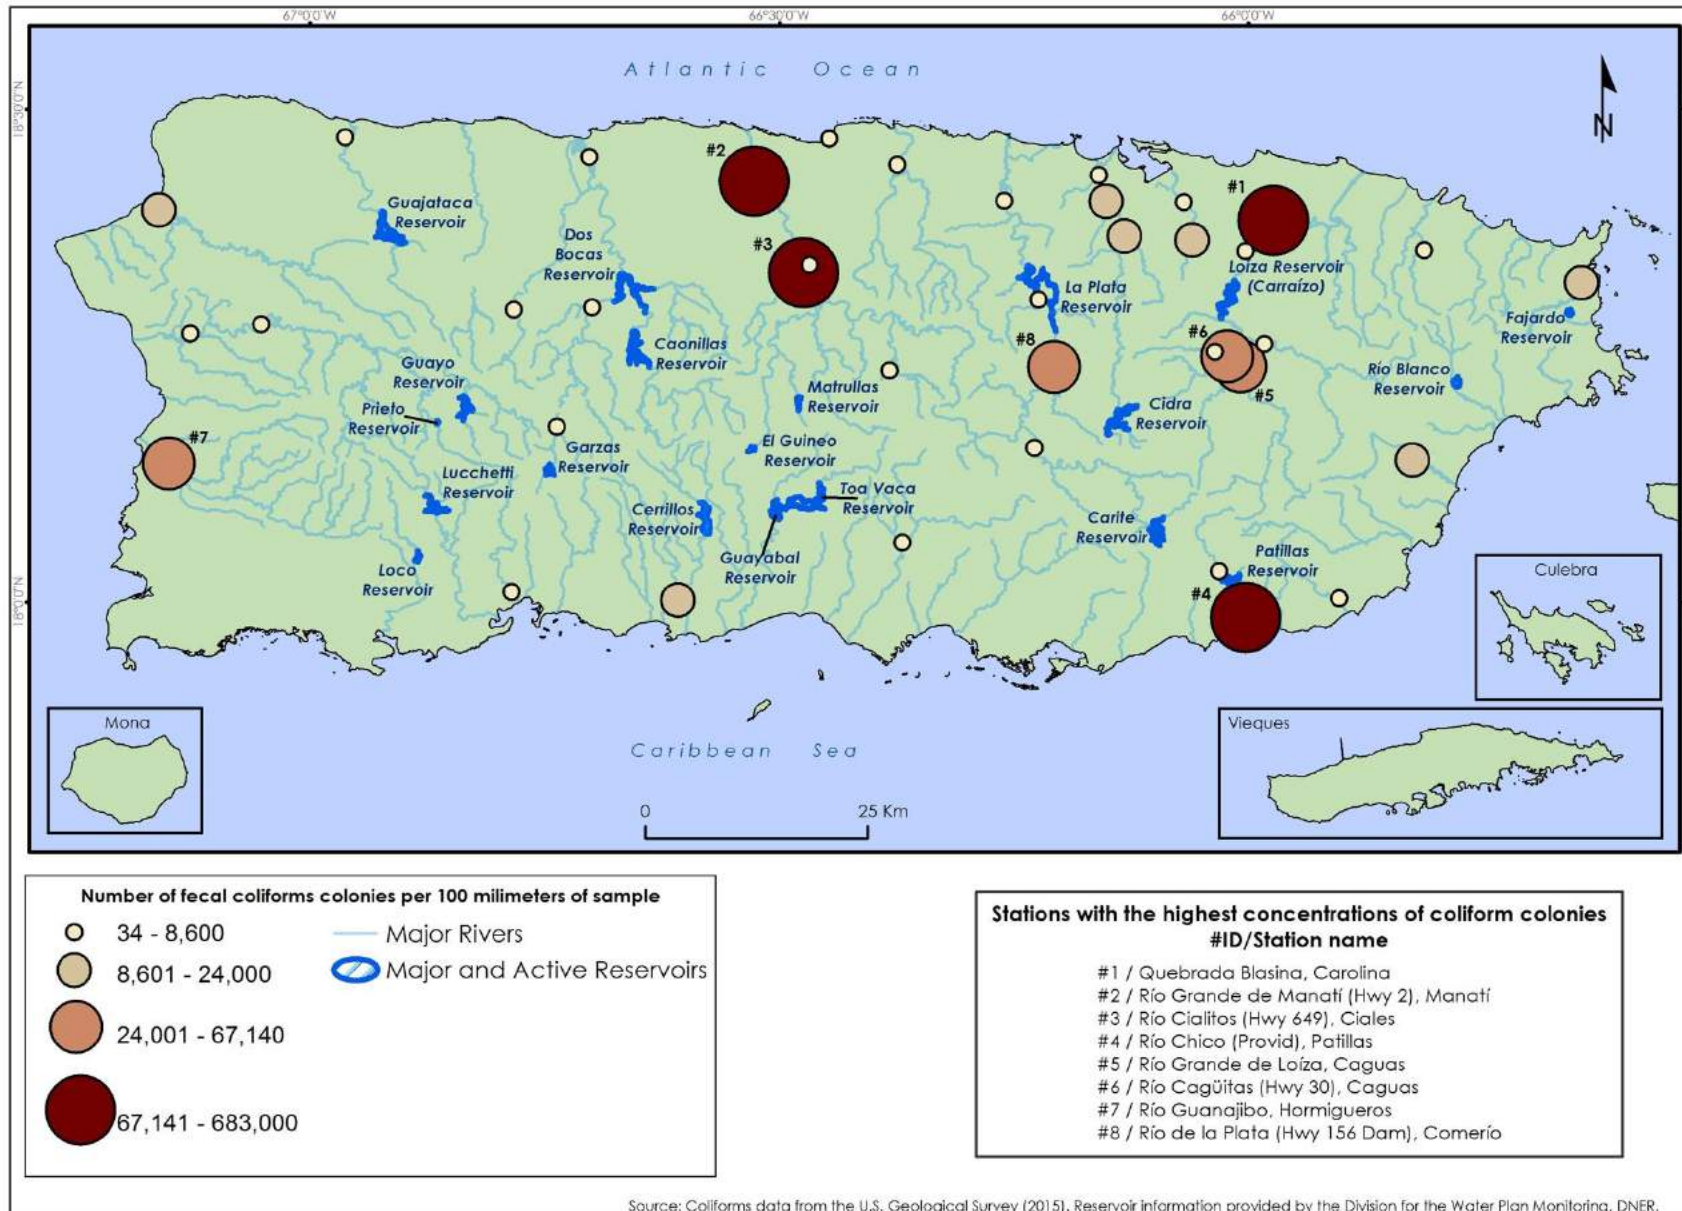 67°0'0"W
66°30'0"W
66°0'0"W
18°30'0"N
18°0'0"N
Atlantic Ocean
N
#2
#1
Guajataca
Reservoir
Dos
Bocas
Reservoir
#3
La Plata
Reservoir
Loíza Reservoir
(Carraízo)
Fajardo
Reservoir
#8
#6
#5
Caonillas
Reservoir
Guayo
Reservoir
Prieto
Reservoir
Matrullas
Reservoir
Río Blanco
Reservoir
Cidra
Reservoir
#7
Garzas
Reservoir
El Guineo
Reservoir
Lucchetti
Reservoir
Toa Vaca
Reservoir
Cerrillos
Reservoir
Carite
Reservoir
Guayabal
Reservoir
Loco
Reservoir
Patillas
Reservoir
#4
Culebra
Mona
Vieques
Caribbean Sea
0 25 Km
Number of fecal coliforms colonies per 100 milimeters of sample
34 - 8,600
8,601 - 24,000
24,001 - 67,140
67,141 - 683,000
Major Rivers
Major and Active Reservoirs
Stations with the highest concentrations of coliform colonies
#ID/Station name
#1 / Quebrada Blasina, Carolina
#2 / Río Grande de Manatí (Hwy 2), Manatí
#3 / Río Cialitos (Hwy 649), Ciales
#4 / Río Chico (Provid), Patillas
#5 / Río Grande de Loíza, Caguas
#6 / Río Cagüitas (Hwy 30), Caguas
#7 / Río Guanajibo, Hormigueros
#8 / Río de la Plata (Hwy 156 Dam), Comerío
Source: Coliforms data from the U.S. Geological Survey (2015). Reservoir information provided by the Division for the Water Plan Monitoring, DNER.